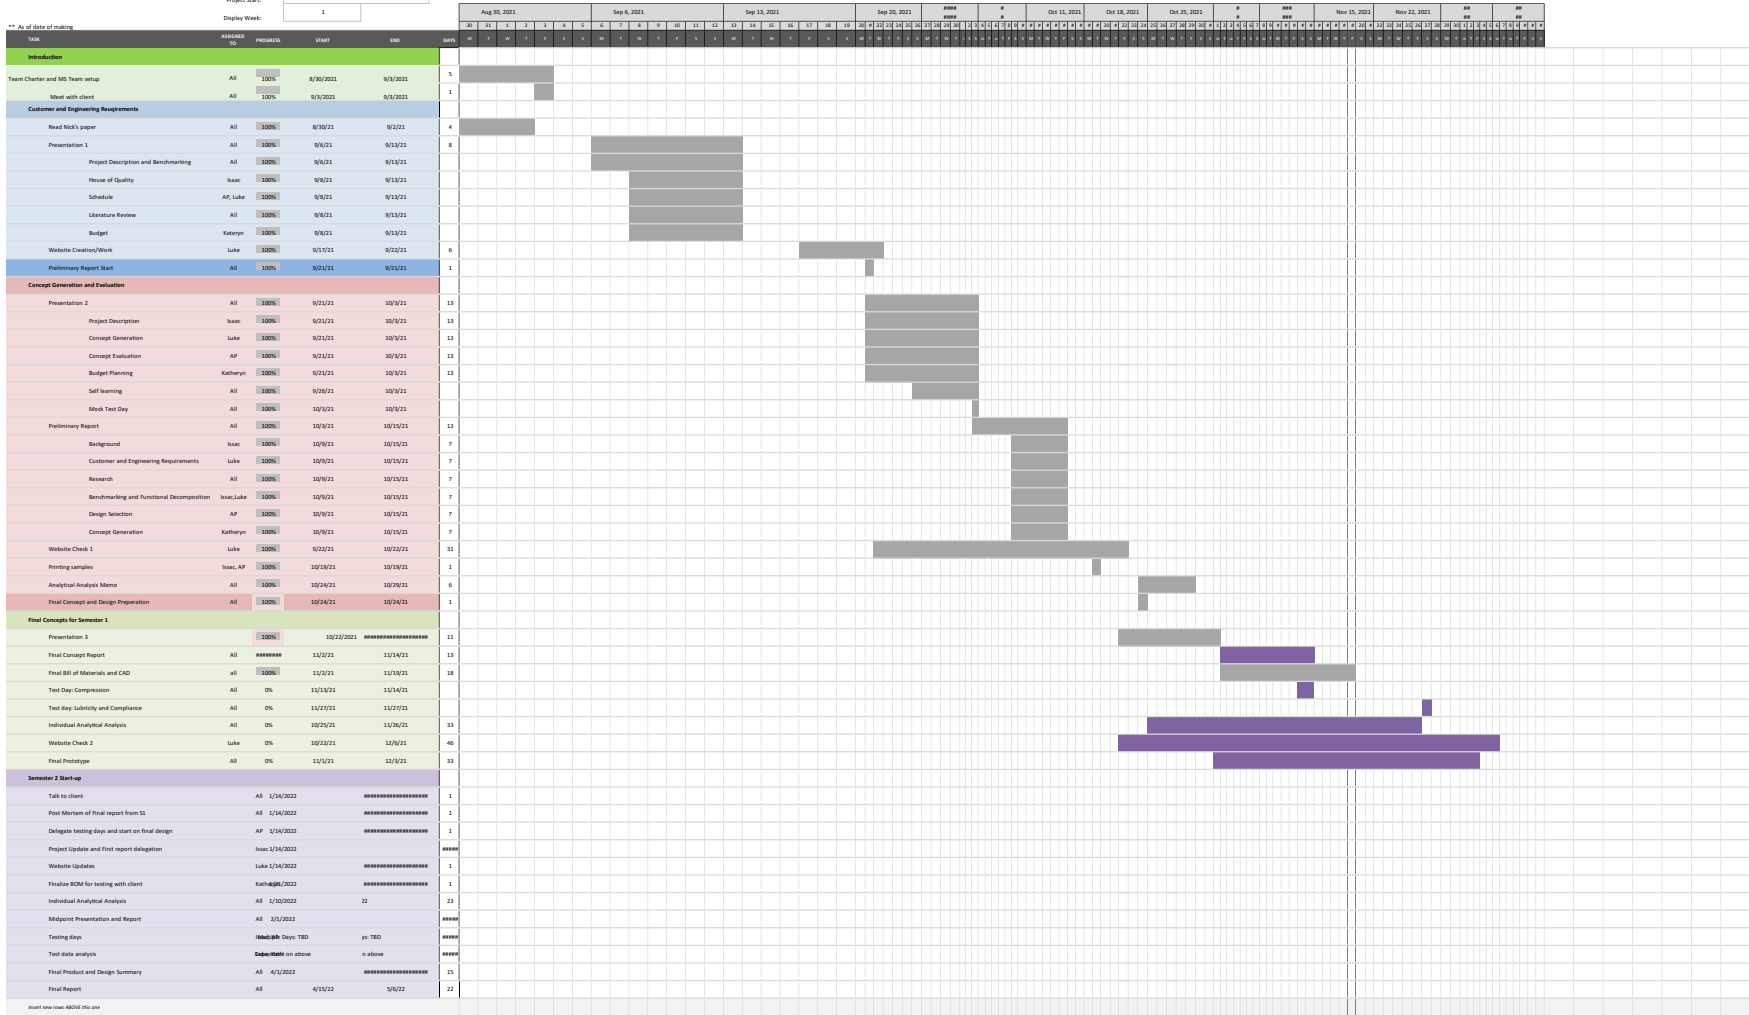 Project Start:
Display Week: 1
** As of date of making
Aug 30, 2021 Sep 6, 2021 Sep 13, 2021 Sep 20, 2021 #### # Oct 11, 2021 Oct 18, 2021 Oct 25, 2021 # ### Nov 15, 2021 Nov 22, 2021 ## ##
#### # # ### ## ##
30 31 1 2 3 4 5 6 7 8 9 10 11 12 13 14 15 16 17 18 19 20
TASK ASSIGNED TO PROGRESS START END DAYS M T W T F S S M T W T F S S M T W T F S S
Introduction
Team Charter and MS Team setup All 100% 8/30/2021 9/3/2021 5
Meet with client All 100% 9/3/2021 9/3/2021 1
Customer and Engineering Reuqirements
Read Nick's paper All 100% 8/30/21 9/2/21 4
Presentation 1 All 100% 9/6/21 9/13/21 8
Project Description and Benchmarking All 100% 9/6/21 9/13/21
House of Quality Isaac 100% 9/8/21 9/13/21
Schedule AP, Luke 100% 9/8/21 9/13/21
Literature Review All 100% 9/8/21 9/13/21
Budget Kateryn 100% 9/8/21 9/13/21
Website Creation/Work Luke 100% 9/17/21 9/22/21 6
Preliminary Report Start All 100% 9/21/21 9/21/21 1
Concept Generation and Evaluation
Presentation 2 All 100% 9/21/21 10/3/21 13
Project Description Isaac 100% 9/21/21 10/3/21 13
Concept Generation Luke 100% 9/21/21 10/3/21 13
Concept Evaluation AP 100% 9/21/21 10/3/21 13
Budget Planning Katheryn 100% 9/21/21 10/3/21 13
Self learning All 100% 9/26/21 10/3/21
Mock Test Day All 100% 10/3/21 10/3/21
Preliminary Report All 100% 10/3/21 10/15/21 13
Background Issac 100% 10/9/21 10/15/21 7
Customer and Engineering Requirements Luke 100% 10/9/21 10/15/21 7
Research All 100% 10/9/21 10/15/21 7
Benchmarking and Functional Decomposition Issac,Luke 100% 10/9/21 10/15/21 7
Design Selection AP 100% 10/9/21 10/15/21 7
Concept Generation Katheryn 100% 10/9/21 10/15/21 7
Website Check 1 Luke 100% 9/22/21 10/22/21 31
Printing samples Issac, AP 100% 10/19/21 10/19/21 1
Analytical Analysis Memo All 100% 10/24/21 10/29/21 6
Final Concept and Design Preperation All 100% 10/24/21 10/24/21 1
Final Concepts for Semester 1
Presentation 3 100% 10/22/2021 #################### 11
Final Concept Report All ######## 11/2/21 11/14/21 13
Final Bill of Materials and CAD all 100% 11/2/21 11/19/21 18
Test Day: Compression All 0% 11/13/21 11/14/21
Test day: Lubricity and Compliance All 0% 11/27/21 11/27/21
Individual Analytical Analysis All 0% 10/25/21 11/26/21 33
Website Check 2 Luke 0% 10/22/21 12/6/21 46
Final Prototype All 0% 11/1/21 12/3/21 33
Semester 2 Start-up
Talk to client All 1/14/2022 #################### 1
Post Mortem of Final report from S1 All 1/14/2022 #################### 1
Delegate testing days and start on final design AP 1/14/2022 #################### 1
Project Update and First report delegation Issac 1/14/2022 #####
Website Updates Luke 1/14/2022 #################### 1
Finalize BOM for testing with client #################### 1
Individual Analytical Analysis All 1/10/2022 22 23
Midpoint Presentation and Report All 2/1/2022 #####
Testing days Days: TBD ys: TBD #####
Test data analysis on above n above #####
Final Product and Design Summary All 4/1/2022 #################### 15
Final Report All 4/15/22 5/6/22 22
Insert new rows ABOVE this one